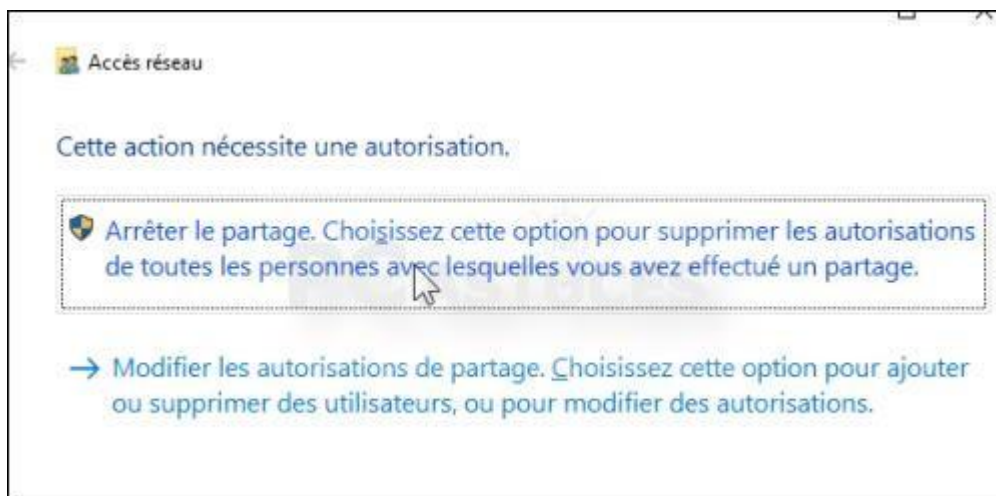 Accès réseau
Cette action nécessite une autorisation.
Arrêter le partage. Choisissez cette option pour supprimer les autorisations
de toutes les personnes avec lesquelles vous avez effectué un partage.
Modifier les autorisations de partage. Choisissez cette option pour ajouter
ou supprimer des utilisateurs, ou pour modifier des autorisations.